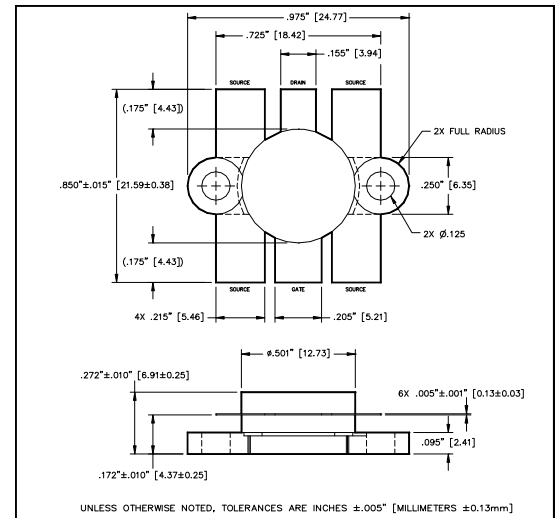 .975" [24.77]
.725" [18.42]
.155" [3.94]
SOURCE
DRAIN
SOURCE
(.175" [4.43])
2X FULL RADIUS
.850"±.015" [21.59±0.38]
.250" [6.35]
2X Ø.125
(.175" [4.43])
SOURCE
GATE
SOURCE
4X .215" [5.46]
.205" [5.21]
ø.501" [12.73]
.272"±.010" [6.91±0.25]
6X .005"±.001" [0.13±0.03]
.095" [2.41]
.172"±.010" [4.37±0.25]
UNLESS OTHERWISE NOTED, TOLERANCES ARE INCHES ±.005" [MILLIMETERS ±0.13mm]